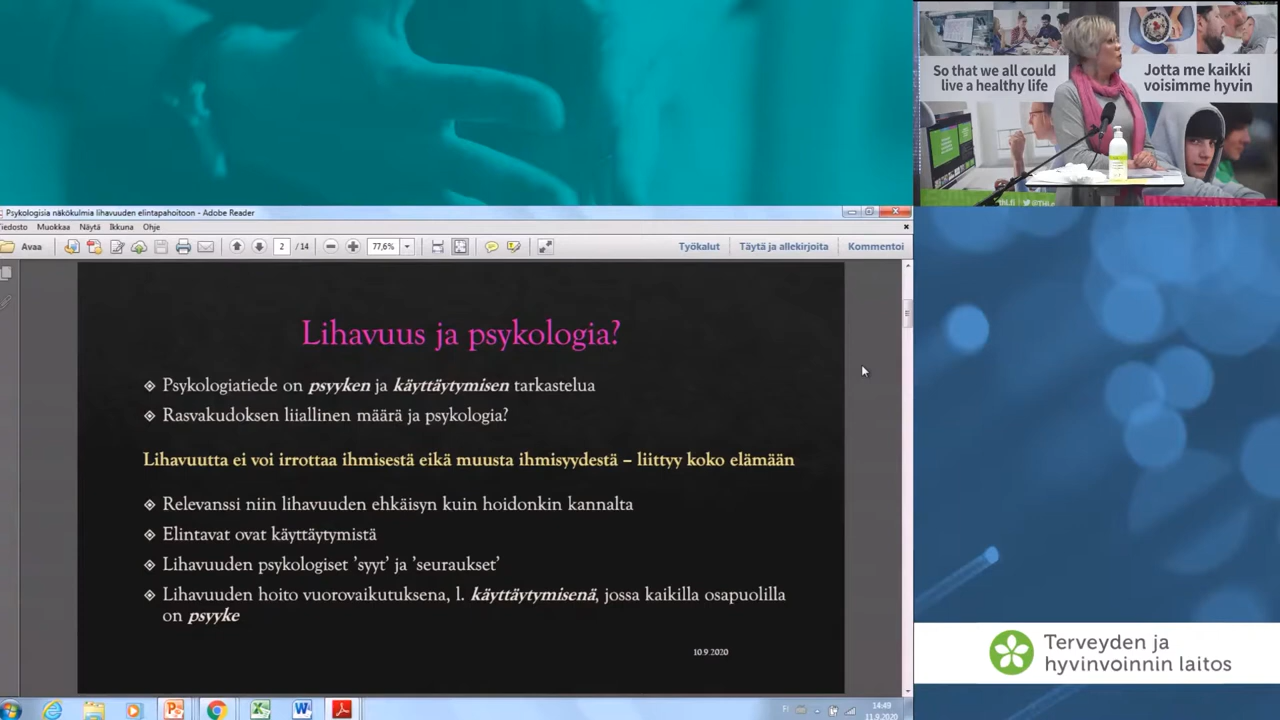 So that we all could
live a healthy life
Jotta me kaikki
voisimme hyvin
Psykologisia näkökulmia lihavuuden elintapahoitoon - Adobe Reader
Tiedosto Muokkaa Näytä Ikkuna Ohje
Avaa 2 / 14 77,6% Työkalut Täytä ja allekirjoita Kommentoi
Lihavuus ja psykologia?
Psykologiatiede on psyyken ja käyttäytymisen tarkastelua
Rasvakudoksen liiallinen määrä ja psykologia?
Lihavuutta ei voi irrottaa ihmisestä eikä muusta ihmisyydestä – liittyy koko elämään
Relevanssi niin lihavuuden ehkäisyn kuin hoidonkin kannalta
Elintavat ovat käyttäytymistä
Lihavuuden psykologiset ’syyt’ ja ’seuraukset’
Lihavuuden hoito vuorovaikutuksena, l. käyttäytymisenä, jossa kaikilla osapuolilla
on psyyke
10.9.2020
Terveyden ja
hyvinvoinnin laitos
FI
14:49
11.9.2020